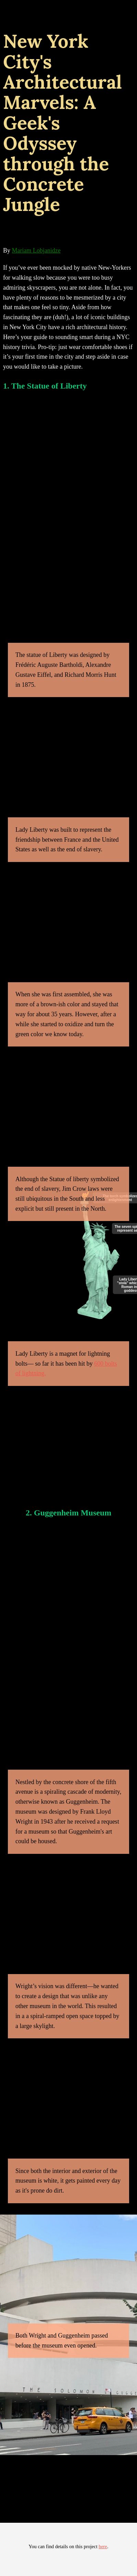 New York
City's
Architectural
Marvels: A
Geek's
Odyssey
through the
Concrete
Jungle
By Mariam Lobjanidze
If you’ve ever been mocked by native New-Yorkers
for walking slow because you were too busy
admiring skyscrapers, you are not alone. In fact, you
have plenty of reasons to be mesmerized by a city
that makes one feel so tiny. Aside from how
fascinating they are (duh!), a lot of iconic buildings
in New York City have a rich architectural history.
Here’s your guide to sounding smart during a NYC
history trivia. Pro-tip: just wear comfortable shoes if
it’s your first time in the city and step aside in case
you would like to take a picture.
1. The Statue of Liberty
The statue of Liberty was designed by
Frédéric Auguste Bartholdi, Alexandre
Gustave Eiffel, and Richard Morris Hunt
in 1875.
Lady Liberty was built to represent the
friendship between France and the United
States as well as the end of slavery.
When she was first assembled, she was
more of a brown-ish color and stayed that
way for about 35 years. However, after a
while she started to oxidize and turn the
green color we know today.
Although the Statue of liberty symbolized
the end of slavery, Jim Crow laws were
still ubiquitous in the South and less
explicit but still present in the North.
The seven
represent
Lady Liber
Roman
goddess
Lady Liberty is a magnet for lightning
bolts— so far it has been hit by
2. Guggenheim Museum
Nestled by the concrete shore of the fifth
avenue is a spiraling cascade of modernity,
otherwise known as Guggenheim. The
museum was designed by Frank Lloyd
Wright in 1943 after he received a request
for a museum so that Guggenheim's art
could be housed.
Wright’s vision was different—he wanted
to create a design that was unlike any
other museum in the world. This resulted
in a a spiral-ramped open space topped by
a large skylight.
Since both the interior and exterior of the
museum is white, it gets painted every day
as it's prone do dirt.
Both Wright and Guggenheim passed
before the museum even opened.
THE SOLOMON
You can find details on this project here.